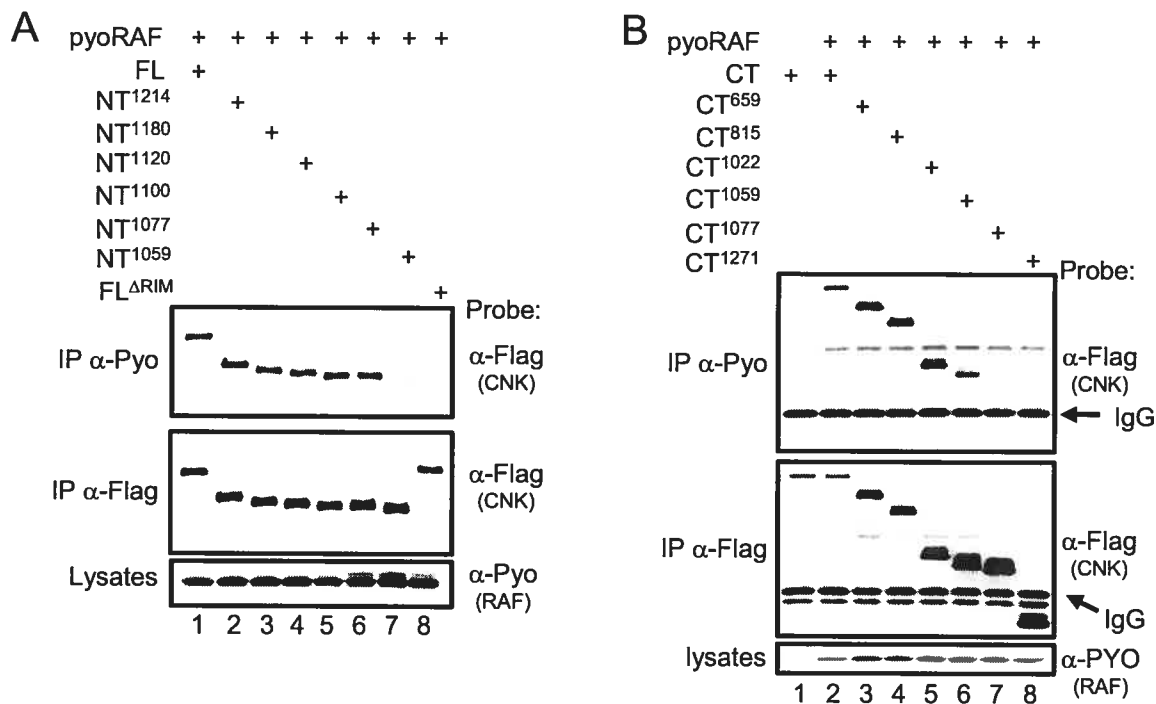 A
pyoRAF + + + + + + + +
FL +
NT1214 +
NT1180 +
NT1120 +
NT1100 +
NT1077 +
NT1059 +
FLΔRIM +
Probe:
IP α-Pyo
α-Flag
(CNK)
IP α-Flag
α-Flag
(CNK)
Lysates
α-Pyo
(RAF)
1 2 3 4 5 6 7 8
B
pyoRAF + + + + + + +
CT + +
CT659 +
CT815 +
CT1022 +
CT1059 +
CT1077 +
CT1271 +
Probe:
IP α-Pyo
α-Flag
(CNK)
IgG
IP α-Flag
α-Flag
(CNK)
IgG
lysates
α-PYO
(RAF)
1 2 3 4 5 6 7 8